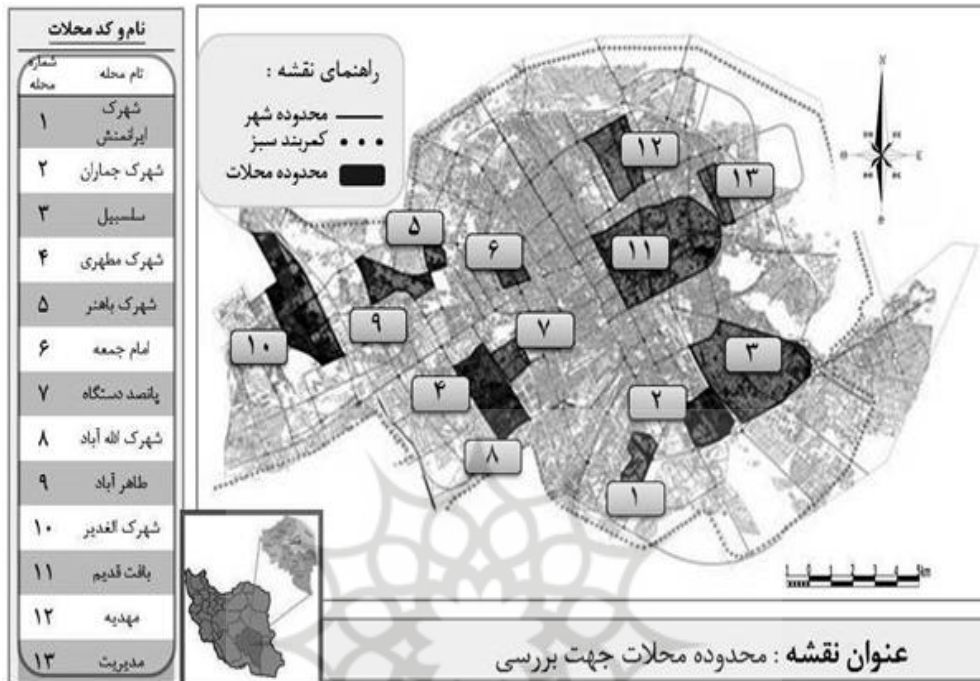 نام و کد محلات
شماره محله
نام محله
۱
شهرک ایرانمنش
۲
شهرک جماران
۳
سلسبیل
۴
شهرک مطهری
۵
شهرک باهنر
۶
امام جمعه
۷
پانصد دستگاه
۸
شهرک الله آباد
۹
طاهر آباد
۱۰
شهرک الغدیر
۱۱
بافت قدیم
۱۲
مهدیه
۱۳
مدیریت
راهنمای نقشه :
محدوده شهر
کمربند سبز
محدوده محلات
۱۲
۱۳
۵
۶
۱۱
۹
۷
۱۰
۳
۴
۲
۸
۱
km
عنوان نقشه : محدوده محلات جهت بررسی